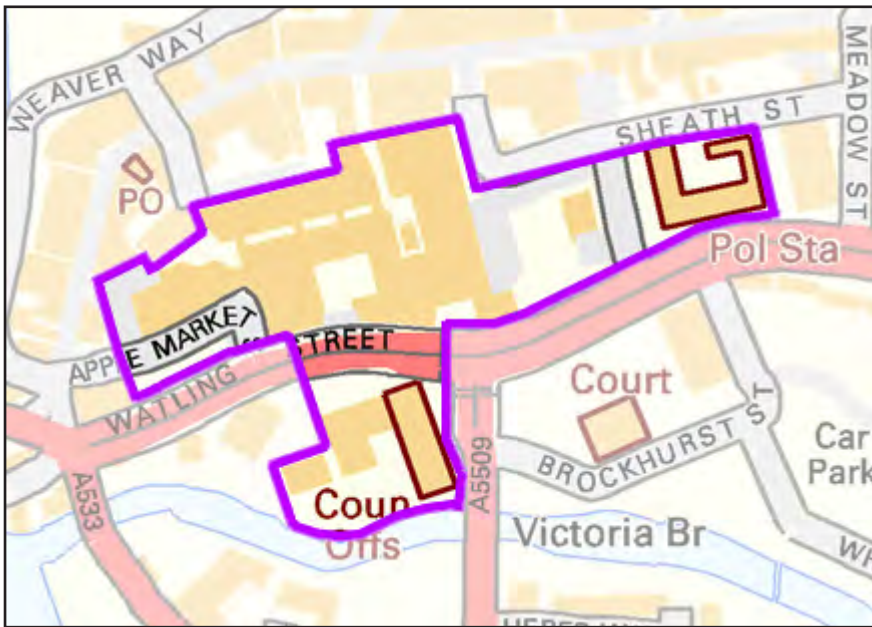 WEAVER WAY
MEADOW ST
SHEATH ST
PO
Pol Sta
APPLE MARKET ST
WATLING STREET
Court
BROCKHURST ST
Car
Park
A533
A5509
Coun
Offs
Victoria Br